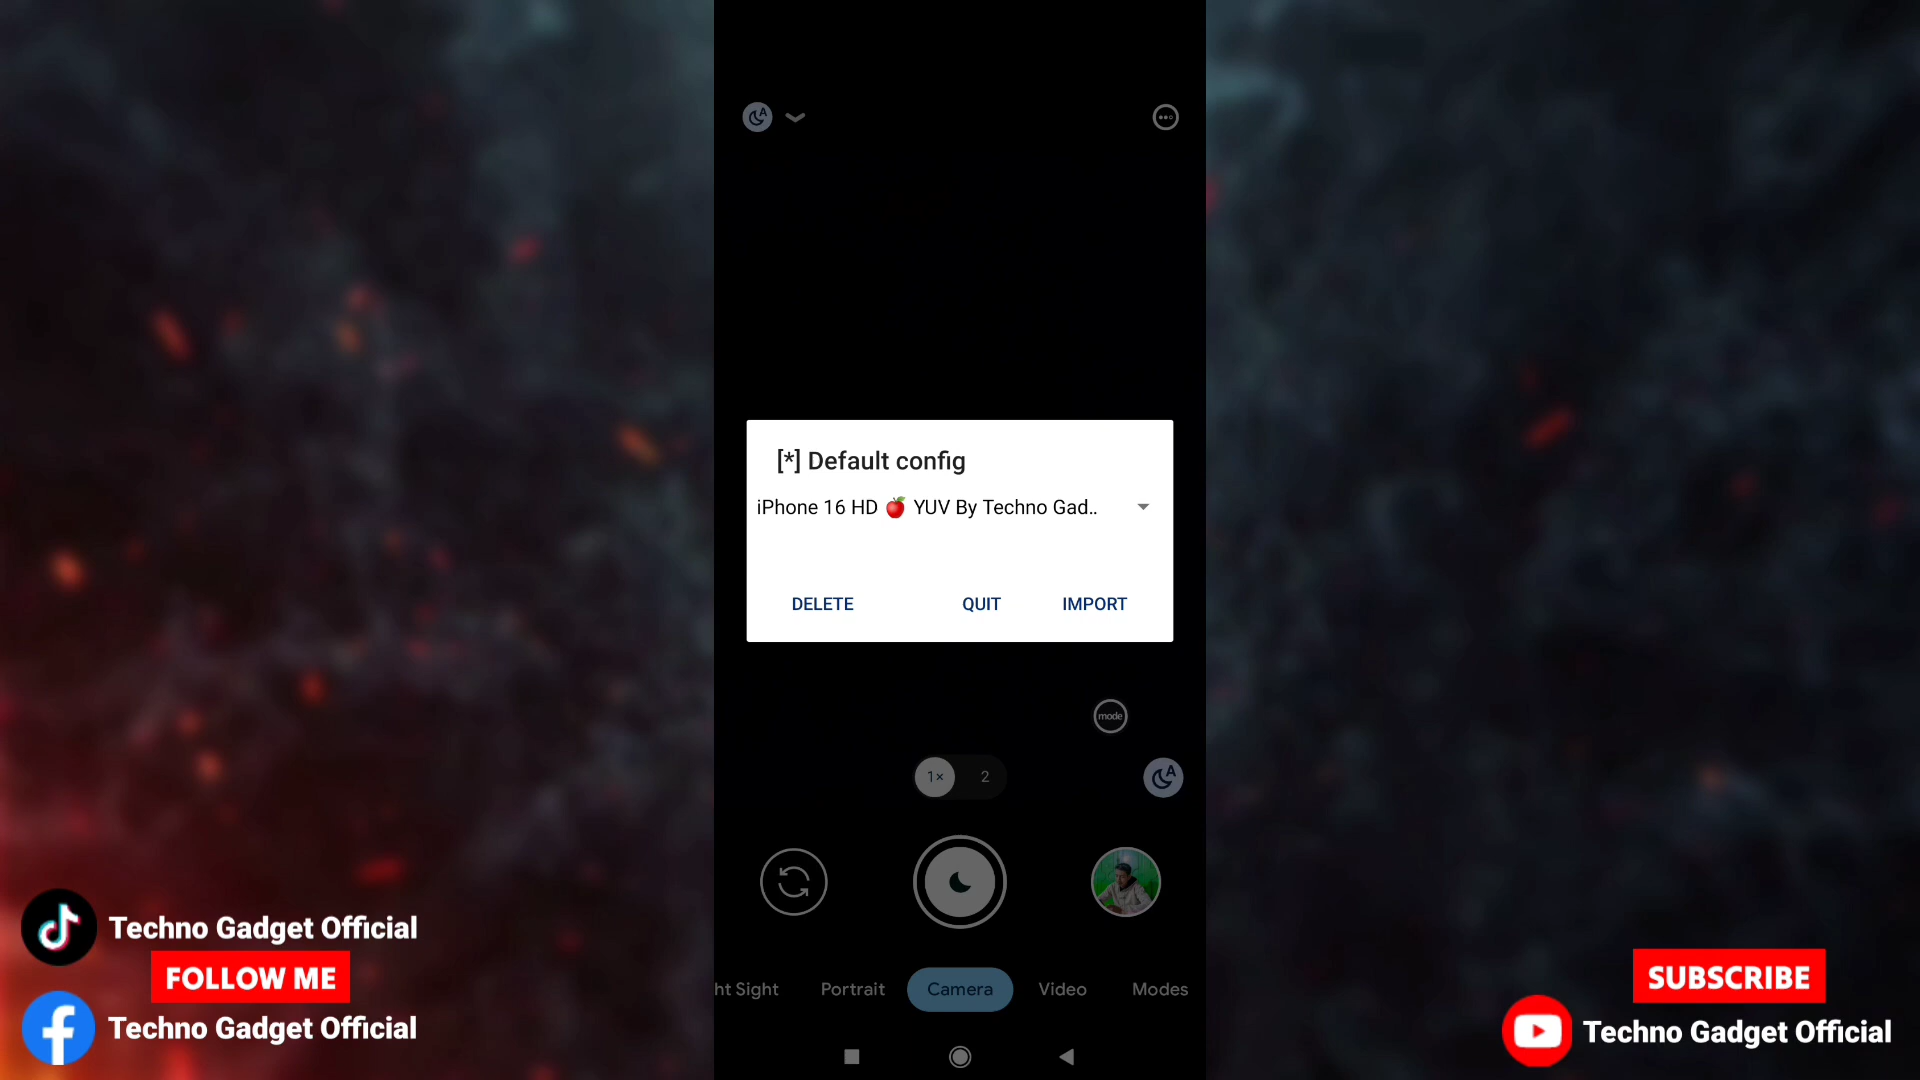 [*] Default config
iPhone 16 HD 🍎 YUV By Techno Gad..
DELETE QUIT IMPORT
mode
1× 2
A
ht Sight Portrait Camera Video Modes
Techno Gadget Official
FOLLOW ME
Techno Gadget Official
SUBSCRIBE
Techno Gadget Official